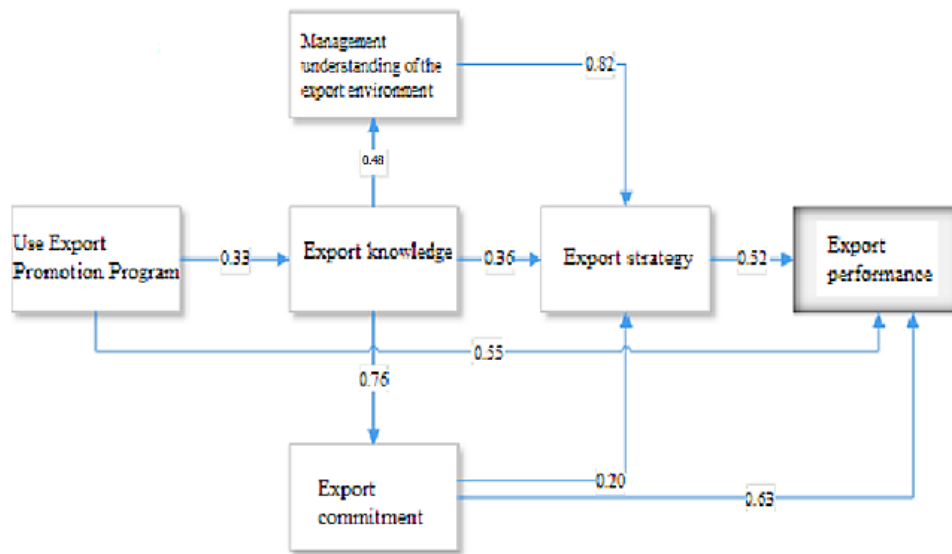 Management
understanding of the
export environment
0.82
0.48
Use Export
Promotion Program
0.33
Export knowledge
0.36
Export strategy
0.52
Export
performance
0.55
0.76
Export
commitment
0.20
0.63